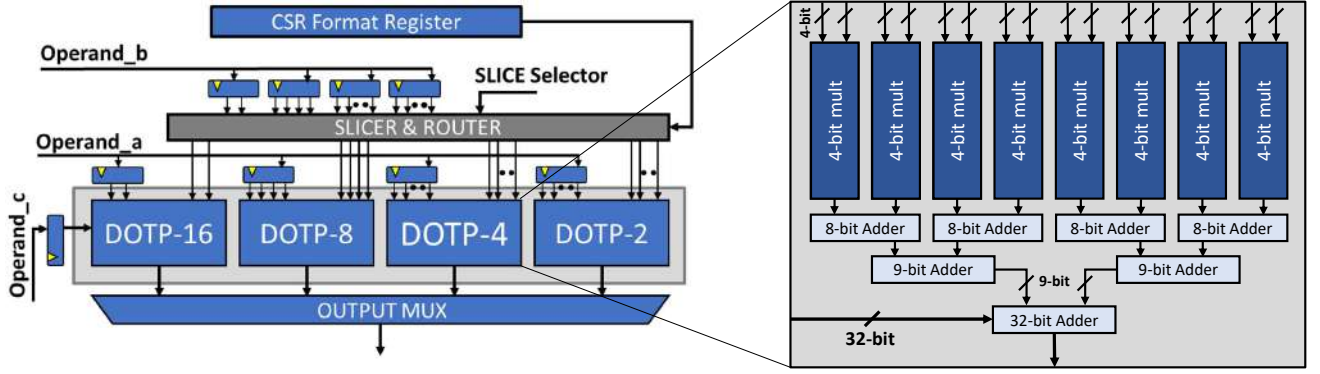 CSR Format Register
Operand_b
SLICE Selector
SLICER & ROUTER
Operand_a
Operand_c
DOTP-16
DOTP-8
DOTP-4
DOTP-2
OUTPUT MUX
4-bit
4-bit mult
4-bit mult
4-bit mult
4-bit mult
4-bit mult
4-bit mult
4-bit mult
4-bit mult
8-bit Adder
8-bit Adder
8-bit Adder
8-bit Adder
9-bit Adder
9-bit
9-bit Adder
32-bit
32-bit Adder